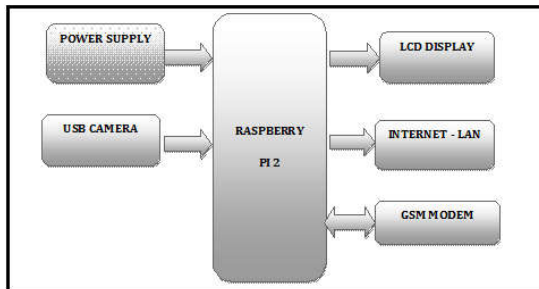 POWER SUPPLY
USB CAMERA
RASPBERRY
PI 2
LCD DISPLAY
INTERNET - LAN
GSM MODEM